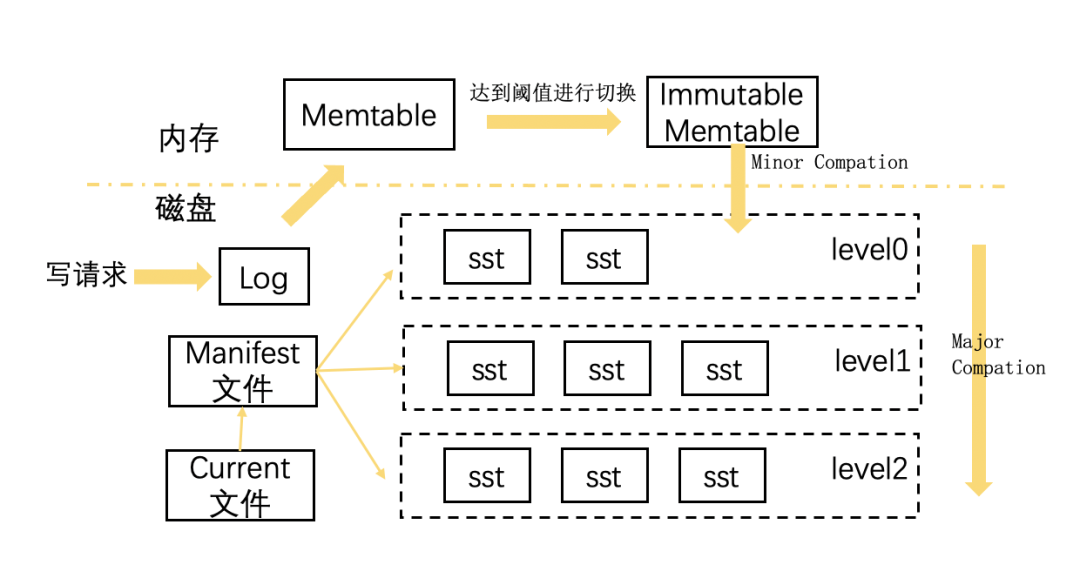 Memtable
达到阈值进行切换
Immutable
Memtable
内存
Minor Compation
磁盘
写请求
Log
sst
sst
level0
Manifest
文件
sst
sst
sst
level1
Major
Compation
Current
文件
sst
sst
sst
level2